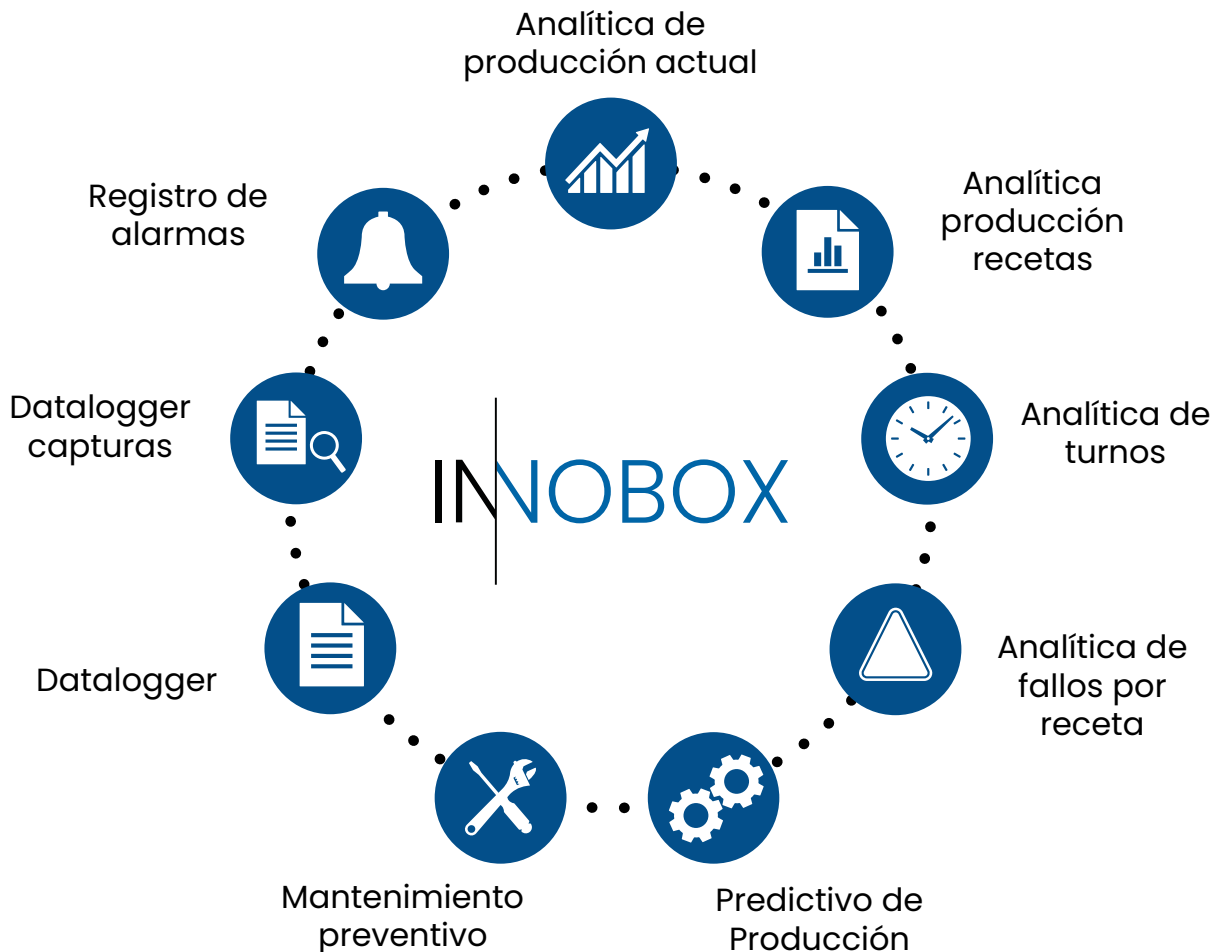 Analítica de
producción actual
Analítica
producción
recetas
Analítica de
turnos
Analítica de
fallos por
receta
Predictivo de
Producción
Mantenimiento
preventivo
Datalogger
Datalogger
capturas
Registro de
alarmas
INNOBOX